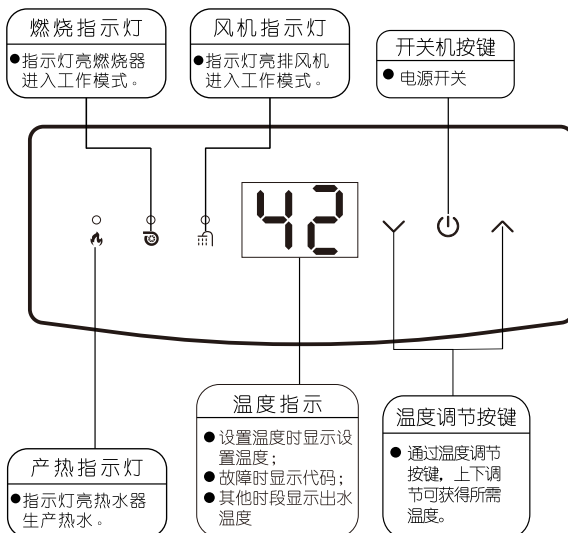 燃烧指示灯
●指示灯亮燃烧器
进入工作模式。
风机指示灯
●指示灯亮排风机
进入工作模式。
开关机按键
● 电源开关
42
产热指示灯
●指示灯亮热水器
生产热水。
温度指示
● 设置温度时显示设
置温度；
● 故障时显示代码；
● 其他时段显示出水
温度
温度调节按键
● 通过温度调节
按键，上下调
节可获得所需
温度。